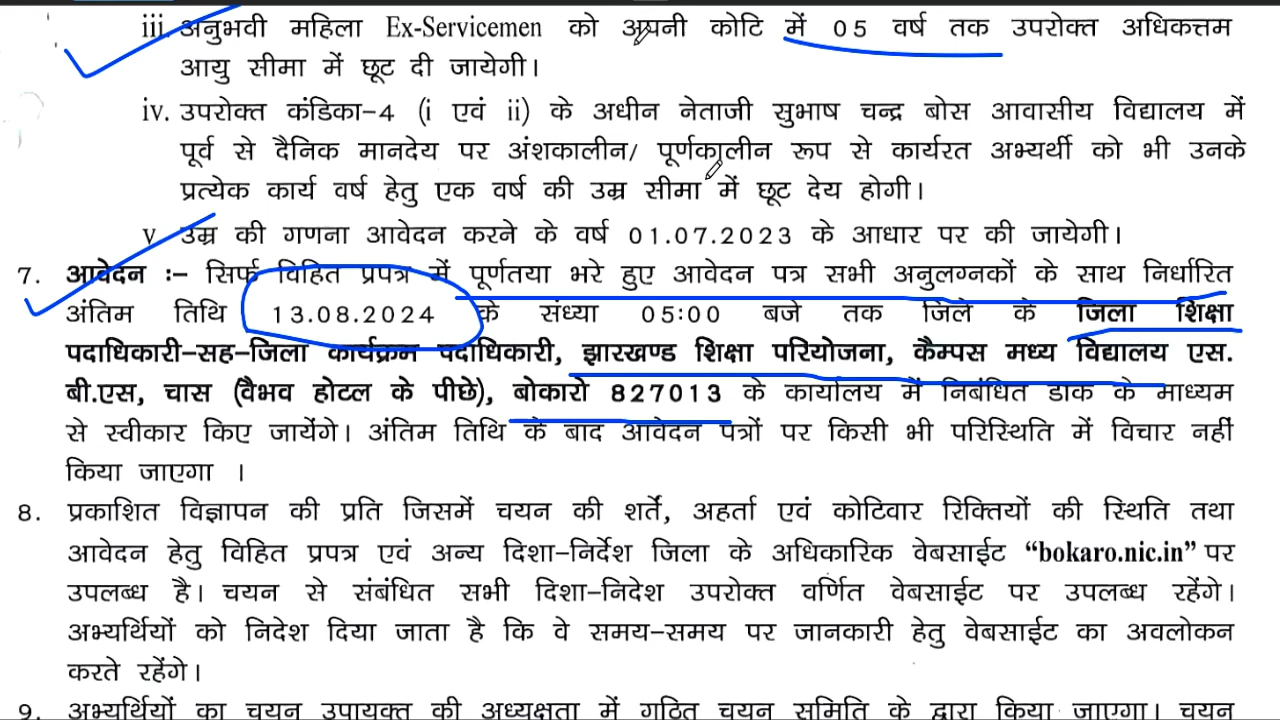 iii. अनुभवी महिला Ex-Servicemen को अपनी कोटि में 05 वर्ष तक उपरोक्त अधिकत्तम
आयु सीमा में छूट दी जायेगी।
iv. उपरोक्त कंडिका-4 (i एवं ii) के अधीन नेताजी सुभाष चन्द्र बोस आवासीय विद्यालय में
पूर्व से दैनिक मानदेय पर अंशकालीन/ पूर्णकालीन रूप से कार्यरत अभ्यर्थी को भी उनके
प्रत्येक कार्य वर्ष हेतु एक वर्ष की उम्र सीमा में छूट देय होगी।
v उम्र की गणना आवेदन करने के वर्ष 01.07.2023 के आधार पर की जायेगी।
7. आवेदन :- सिर्फ विहित प्रपत्र में पूर्णतया भरे हुए आवेदन पत्र सभी अनुलग्नकों के साथ निर्धारित
अंतिम तिथि 13.08.2024 के संध्या 05:00 बजे तक जिले के जिला शिक्षा
पदाधिकारी-सह-जिला कार्यक्रम पदाधिकारी, झारखण्ड शिक्षा परियोजना, कैम्पस मध्य विद्यालय एस.
बी.एस, चास (वैभव होटल के पीछे), बोकारो 827013 के कार्यालय में निबंधित डाक के माध्यम
से स्वीकार किए जायेंगे। अंतिम तिथि के बाद आवेदन पत्रों पर किसी भी परिस्थिति में विचार नहीं
किया जाएगा ।
8. प्रकाशित विज्ञापन की प्रति जिसमें चयन की शर्ते, अहर्ता एवं कोटिवार रिक्तियों की स्थिति तथा
आवेदन हेतु विहित प्रपत्र एवं अन्य दिशा-निर्देश जिला के अधिकारिक वेबसाईट "bokaro.nic.in" पर
उपलब्ध है। चयन से संबंधित सभी दिशा-निदेश उपरोक्त वर्णित वेबसाईट पर उपलब्ध रहेंगे।
अभ्यर्थियों को निदेश दिया जाता है कि वे समय-समय पर जानकारी हेतु वेबसाईट का अवलोकन
करते रहेंगे।
9. अभ्यर्थियों का चयन उपायुक्त की अध्यक्षता में गठित चयन समिति के द्वारा किया जाएगा। चयन